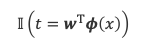 𝕀(t = 𝒘ᵀ𝝓(x))